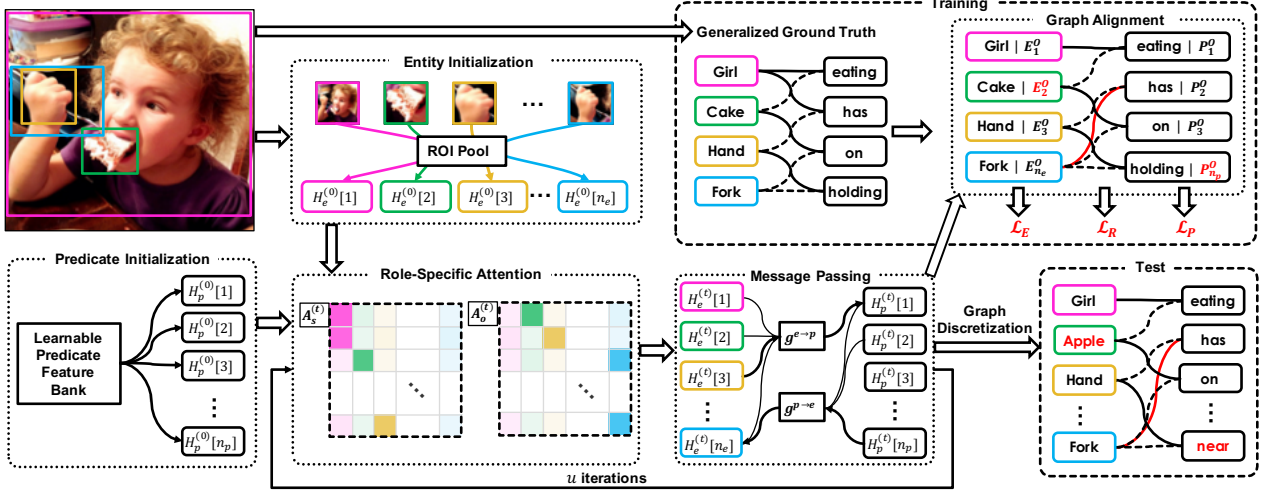 Training
Entity Initialization
ROI Pool
...
H_e^{(0)}[1]
H_e^{(0)}[2]
H_e^{(0)}[3]
...
H_e^{(0)}[n_e]
Generalized Ground Truth
Girl
eating
Cake
has
Hand
on
Fork
holding
Graph Alignment
Girl | E_1^O
eating | P_1^O
Cake | E_2^O
has | P_2^O
Hand | E_3^O
on | P_3^O
Fork | E_{n_e}^O
holding | P_{n_p}^O
ℒ_E
ℒ_R
ℒ_P
Predicate Initialization
Learnable
Predicate
Feature
Bank
H_p^{(0)}[1]
H_p^{(0)}[2]
H_p^{(0)}[3]
⋮
H_p^{(0)}[n_p]
Role-Specific Attention
A_s^{(t)}
A_o^{(t)}
⋱
⋱
Message Passing
H_e^{(t)}[1]
H_e^{(t)}[2]
H_e^{(t)}[3]
⋮
H_e^{(t)}[n_e]
g^{e→p}
g^{p→e}
H_p^{(t)}[1]
H_p^{(t)}[2]
H_p^{(t)}[3]
⋮
H_p^{(t)}[n_p]
u iterations
Graph
Discretization
Test
Girl
eating
Apple
has
Hand
on
⋮
⋮
Fork
near